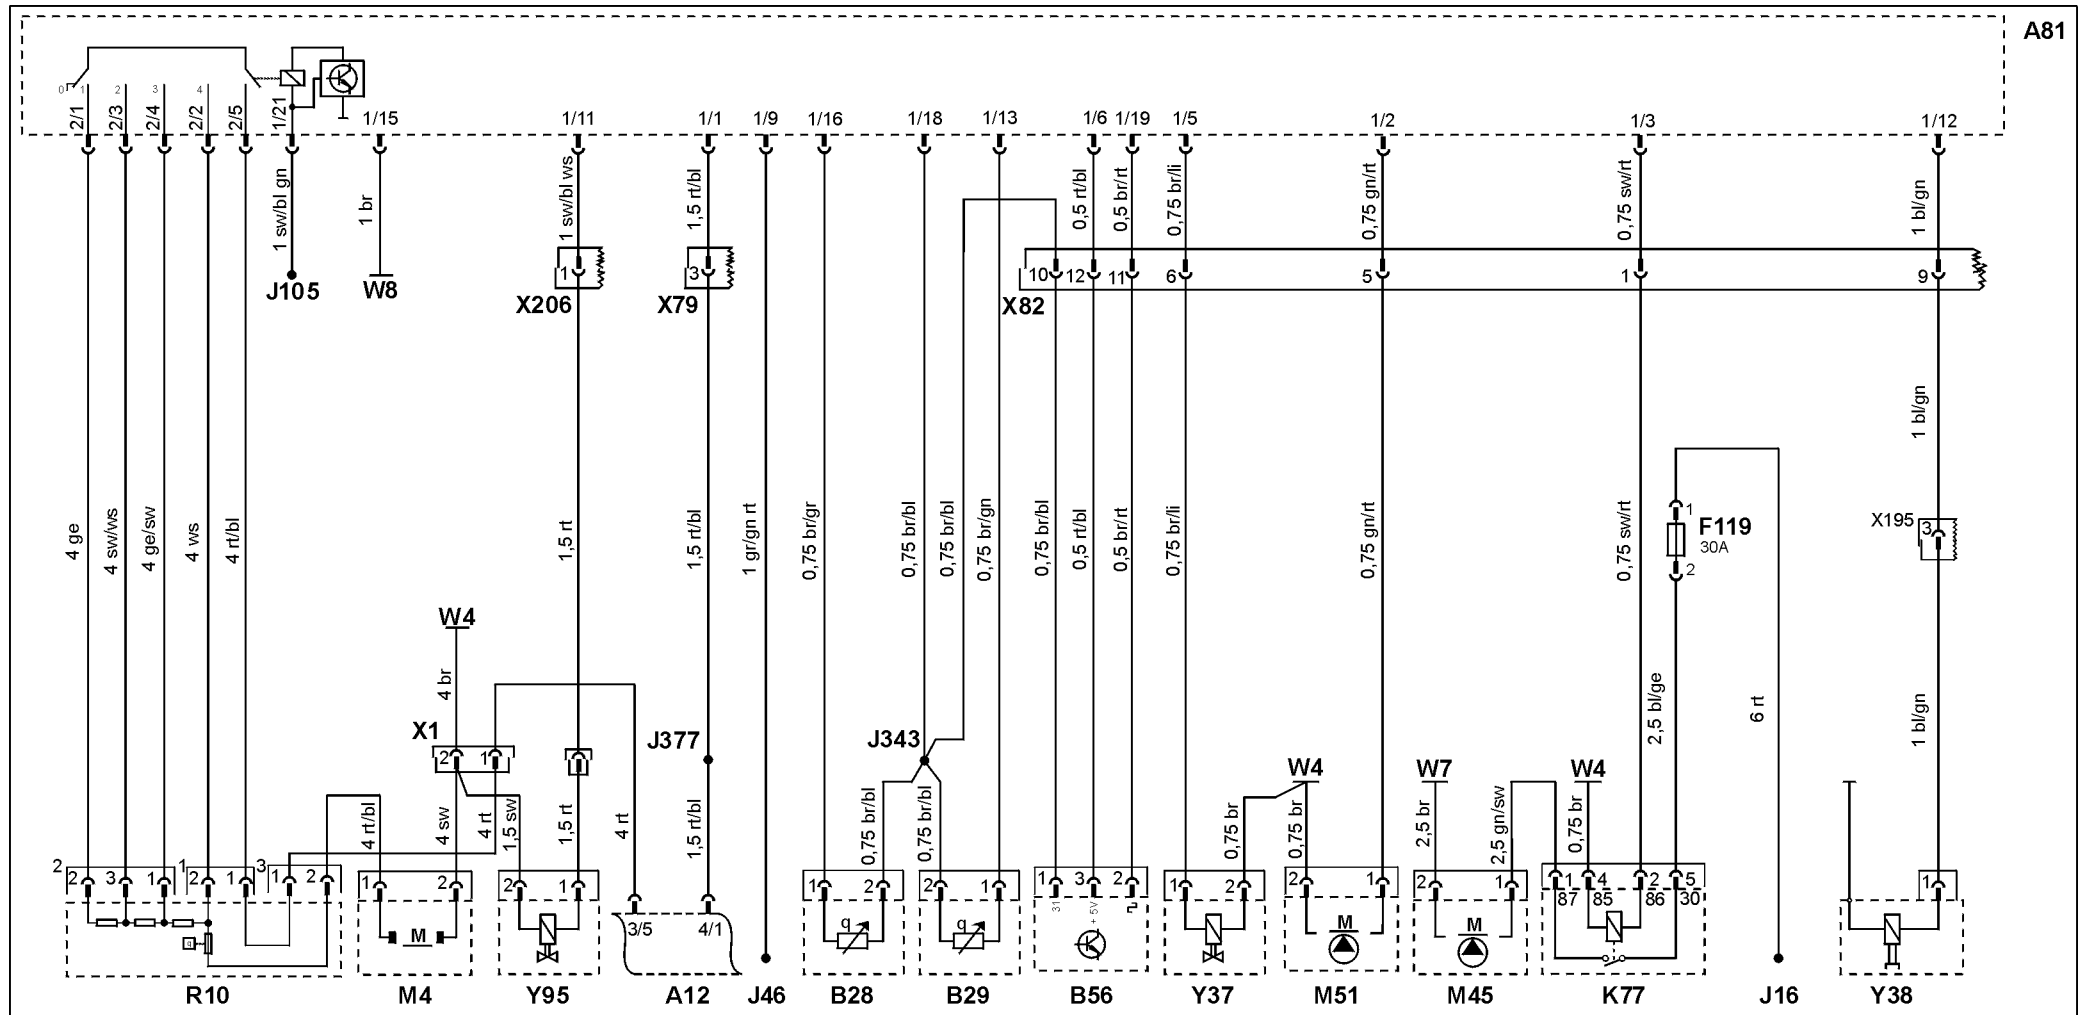 A81
0 1 2 3 4
2/1 2/3 2/4 2/2 2/5 1/21
1/15 1/11 1/1 1/9 1/16 1/18 1/13 1/6 1/19 1/5 1/2 1/3 1/12
1 sw/bl gn
1 br
1 sw/bl ws
1,5 rt/bl
0,5 rt/bl
0,5 br/rt
0,75 br/li
0,75 gn/rt
0,75 sw/rt
1 bl/gn
J105
W8
1
X206
3
X79
10 12 11 6 5 1 9
X82
1 bl/gn
4 ge
4 sw/ws
4 ge/sw
4 ws
4 rt/bl
1,5 rt
1,5 rt/bl
1 gr/gn rt
0,75 br/gr
0,75 br/bl
0,75 br/bl
0,75 br/gn
0,75 br/bl
0,5 rt/bl
0,5 br/rt
0,75 br/li
0,75 gn/rt
0,75 sw/rt
1
F119
30A
2
X195
3
W4
4 br
X1
2 1
J377
J343
2,5 bl/ge
6 rt
1 bl/gn
W4
W7
W4
4 rt/bl
4 sw
4 rt
1,5 sw
1,5 rt
4 rt
1,5 rt/bl
0,75 br/bl
0,75 br/bl
0,75 br
0,75 br
2,5 br
2,5 gn/sw
0,75 br
2 1 3
2 3 1 2 1 1 2
1 2
2 1
1 2
2 1
1 3 2
1 2
2 1
2 1
1 4 2 5
1
87 85 86 30
31 + 5V
q
M
3/5 4/1
q
q
M
M
R10 M4 Y95 A12 J46 B28 B29 B56 Y37 M51 M45 K77 J16 Y38